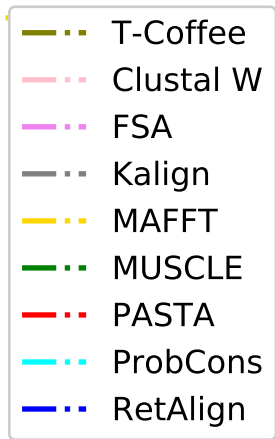 T-Coffee
Clustal W
FSA
Kalign
MAFFT
MUSCLE
PASTA
ProbCons
RetAlign